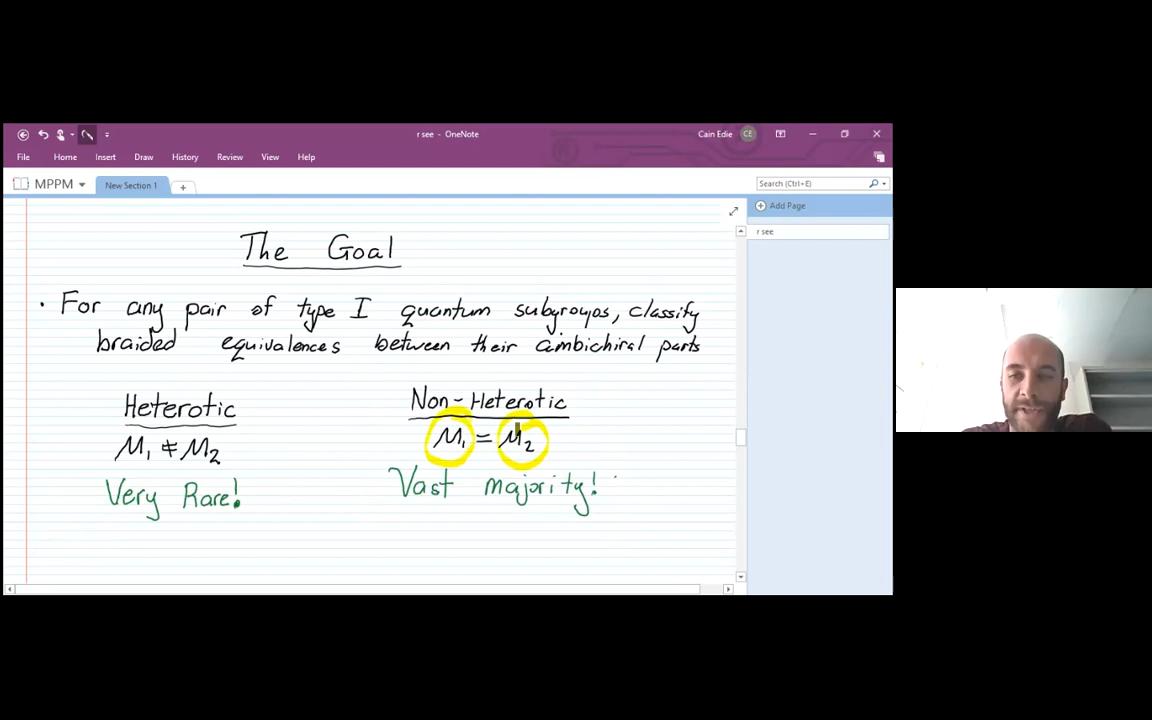 r see - OneNote
Cain Edie CE
File Home Insert Draw History Review View Help
MPPM New Section 1 +
Search (Ctrl+E)
Add Page
r see
The Goal
• For any pair of type I quantum subgroups, classify
braided equivalences between their ambichiral parts
Heterotic
M₁ ≠ M₂
Very Rare!
Non-Heterotic
M₁ = M₂
Vast majority!